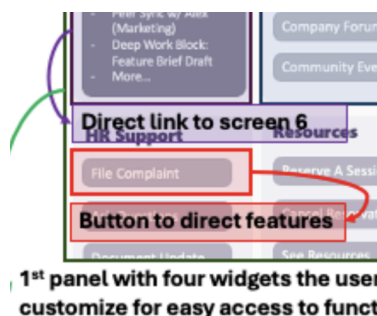 Peer Sync w/ Alex
(Marketing)
- Deep Work Block:
Feature Brief Draft
- More...
Company Forum
Community Eve
Direct link to screen 6
HR Support
Resources
File Complaint
Reserve A Sessi
Button to direct features
Document Update
See Resources
1st panel with four widgets the user
customize for easy access to funct